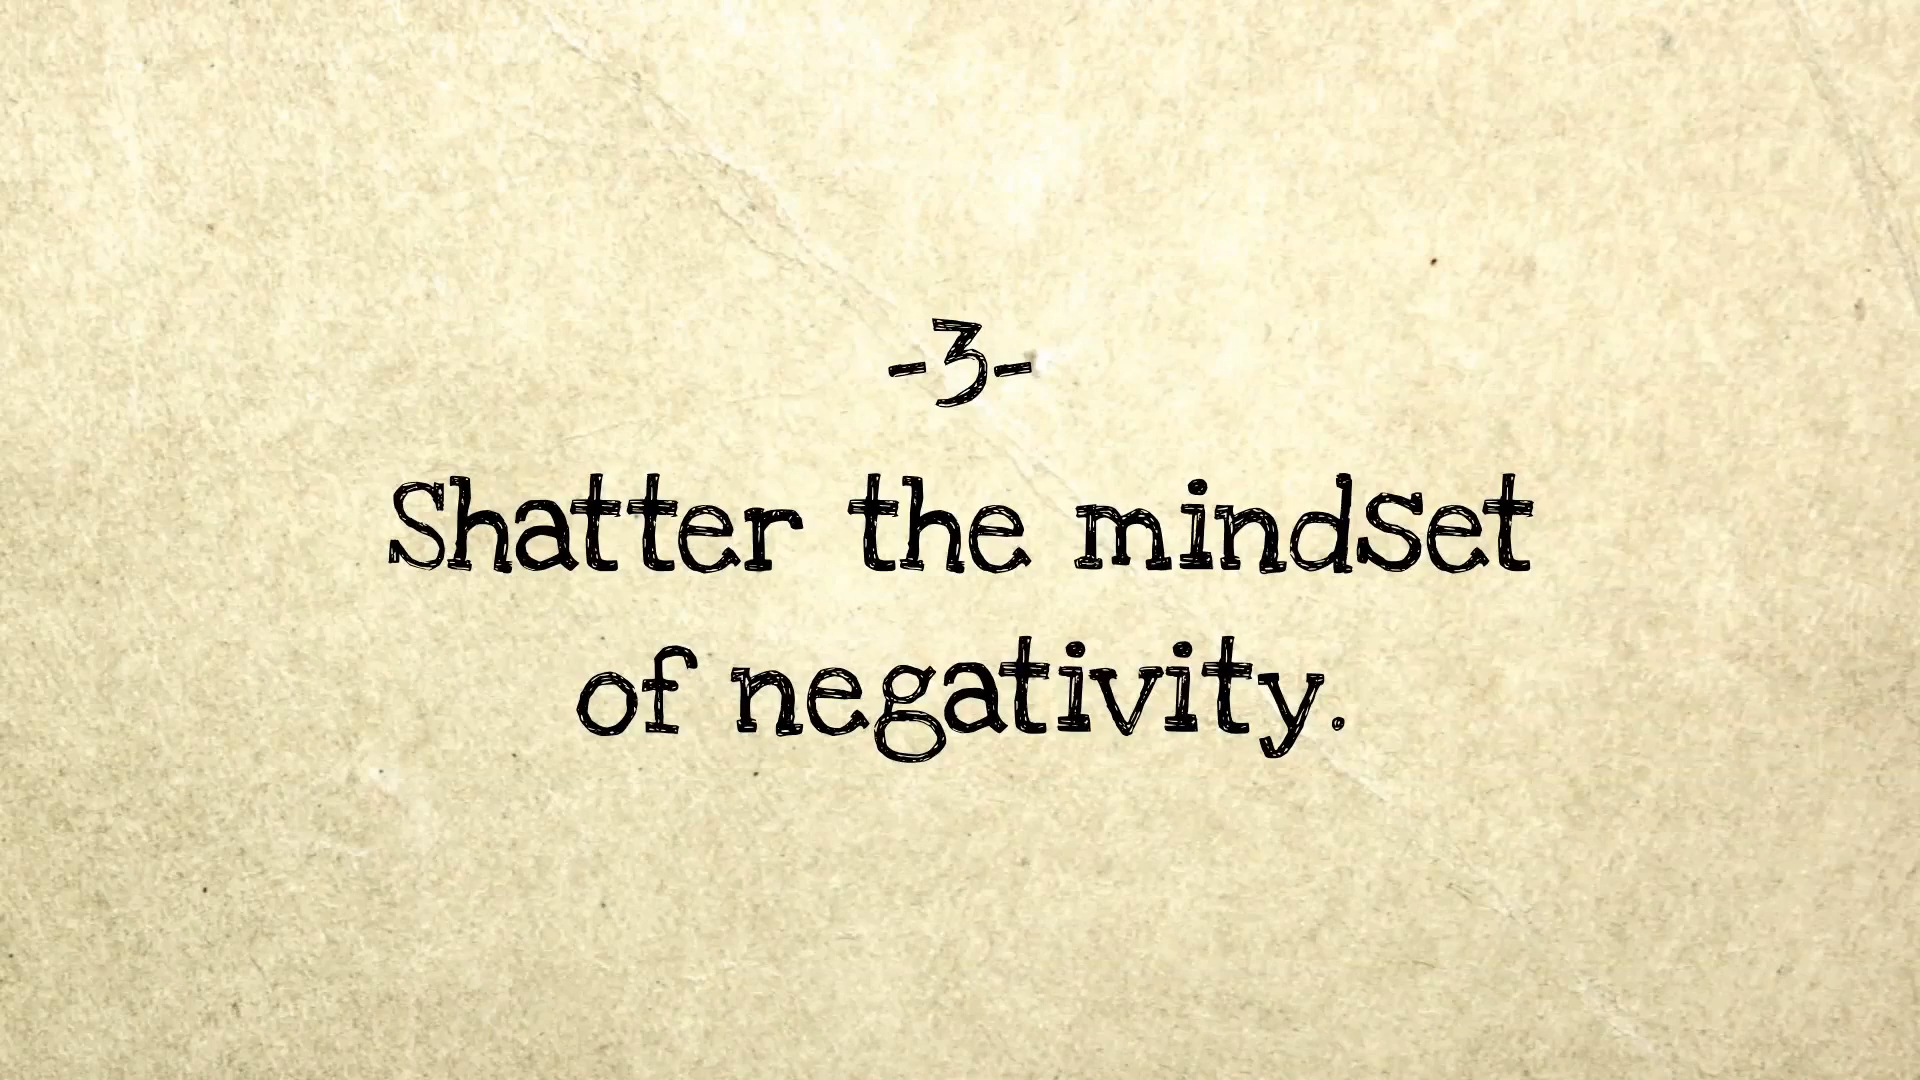 -3-
Shatter the mindset
of negativity.